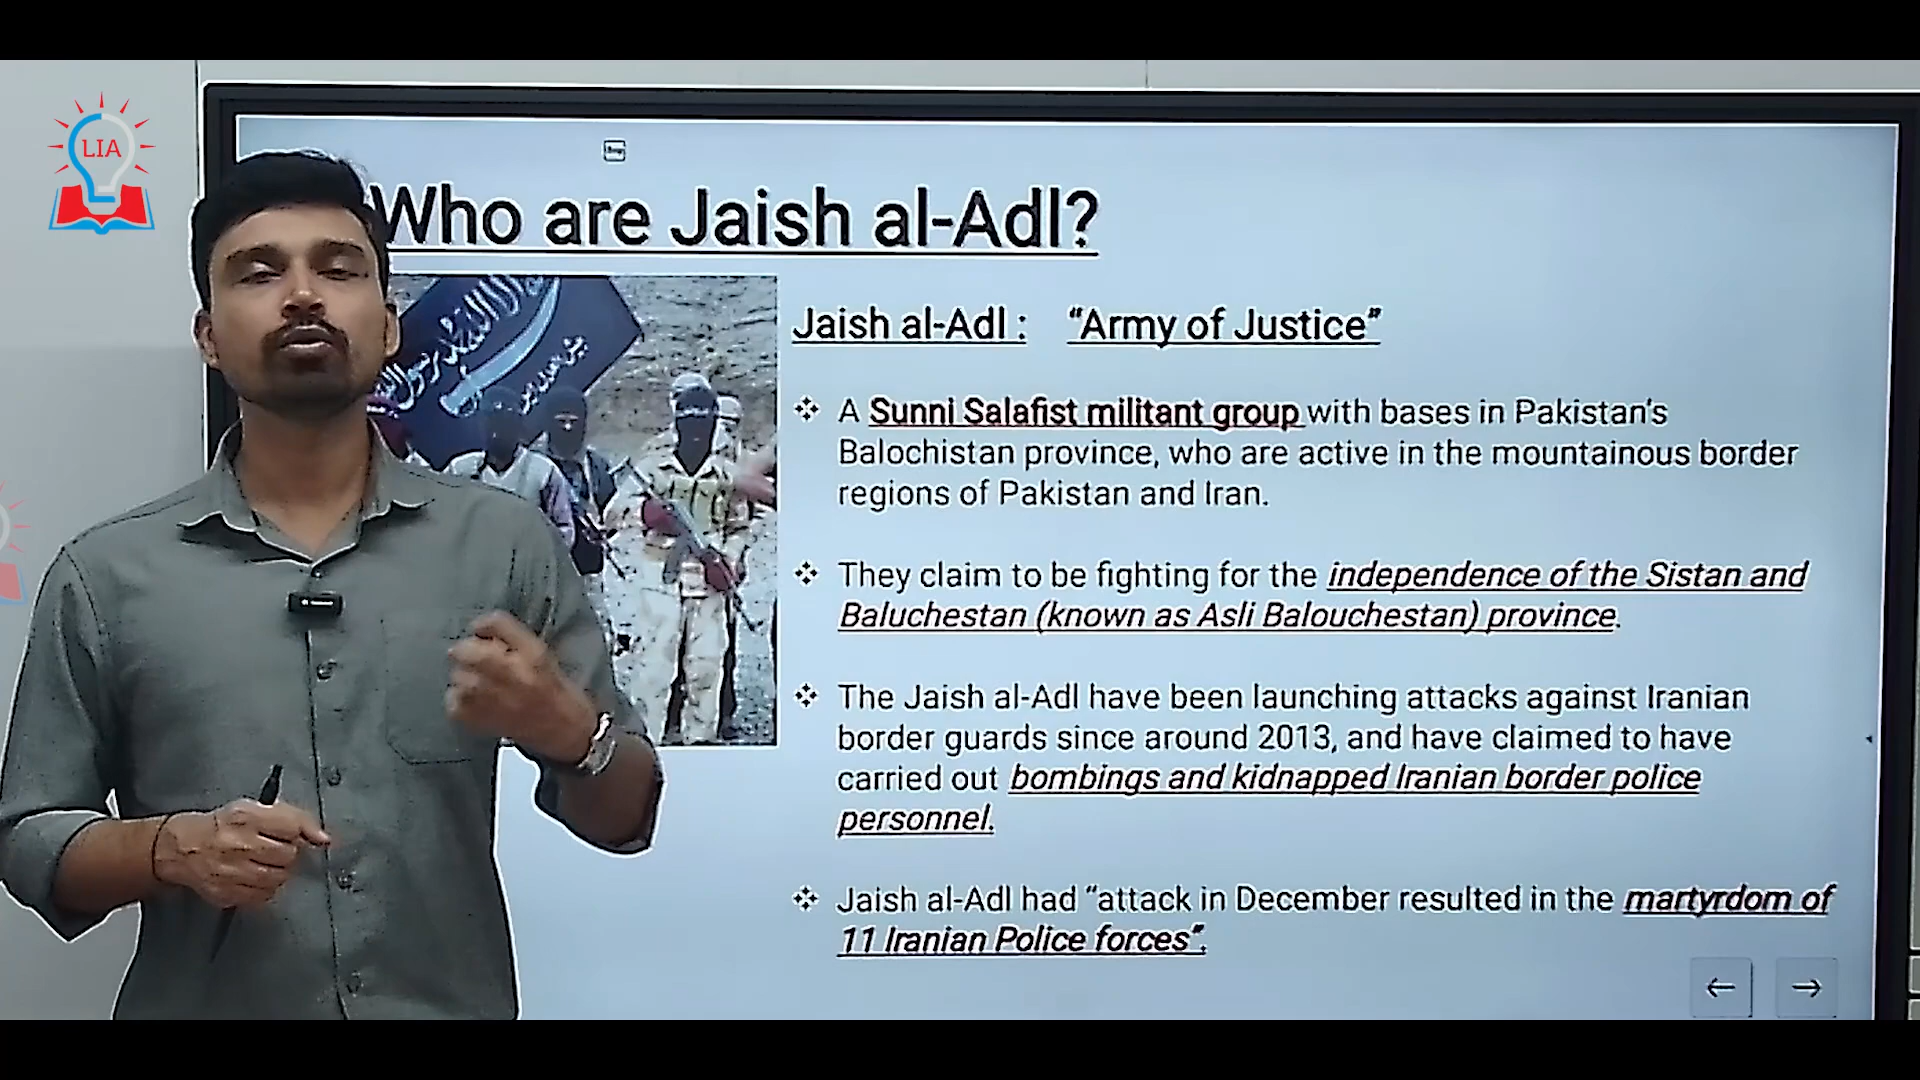 LIA
Who are Jaish al-Adl?
Jaish al-Adl : “Army of Justice”
A Sunni Salafist militant group with bases in Pakistan’s
Balochistan province, who are active in the mountainous border
regions of Pakistan and Iran.
They claim to be fighting for the independence of the Sistan and
Baluchestan (known as Asli Balouchestan) province.
The Jaish al-Adl have been launching attacks against Iranian
border guards since around 2013, and have claimed to have
carried out bombings and kidnapped Iranian border police
personnel.
Jaish al-Adl had “attack in December resulted in the martyrdom of
11 Iranian Police forces”.